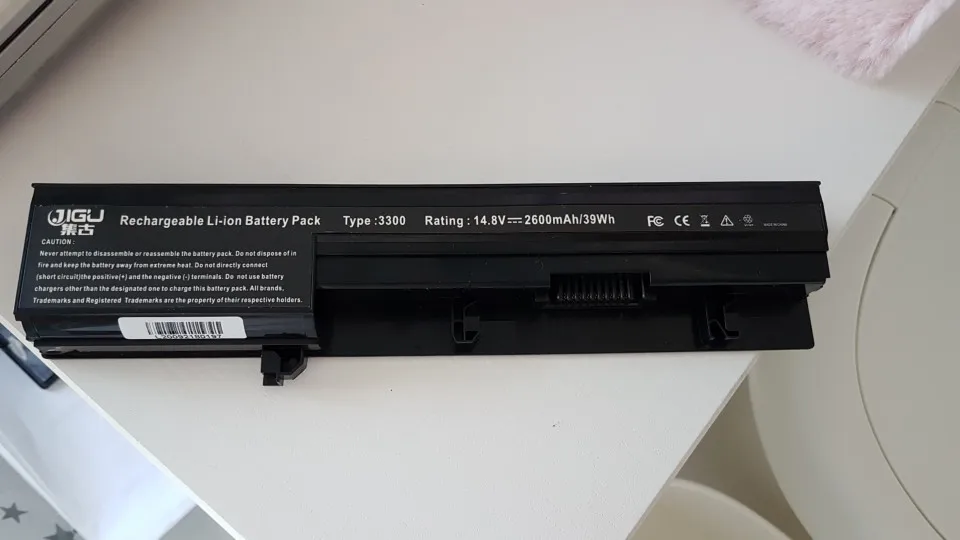 JIGU
集古
Rechargeable Li-ion Battery Pack Type :3300 Rating : 14.8V⎓2600mAh/39Wh
FC CE
CAUTION :
Never attempt to disassemble or reassemble the battery pack. Do not dispose of in
fire and keep the battery away from extreme heat. Do not directly connect
(short circuit)the positive(+) and the negative (-) terminals. Do not use battery
chargers other than the designated one to charge this battery pack. All brands,
Trademarks and Registered Trademarks are the property of their respective holders.